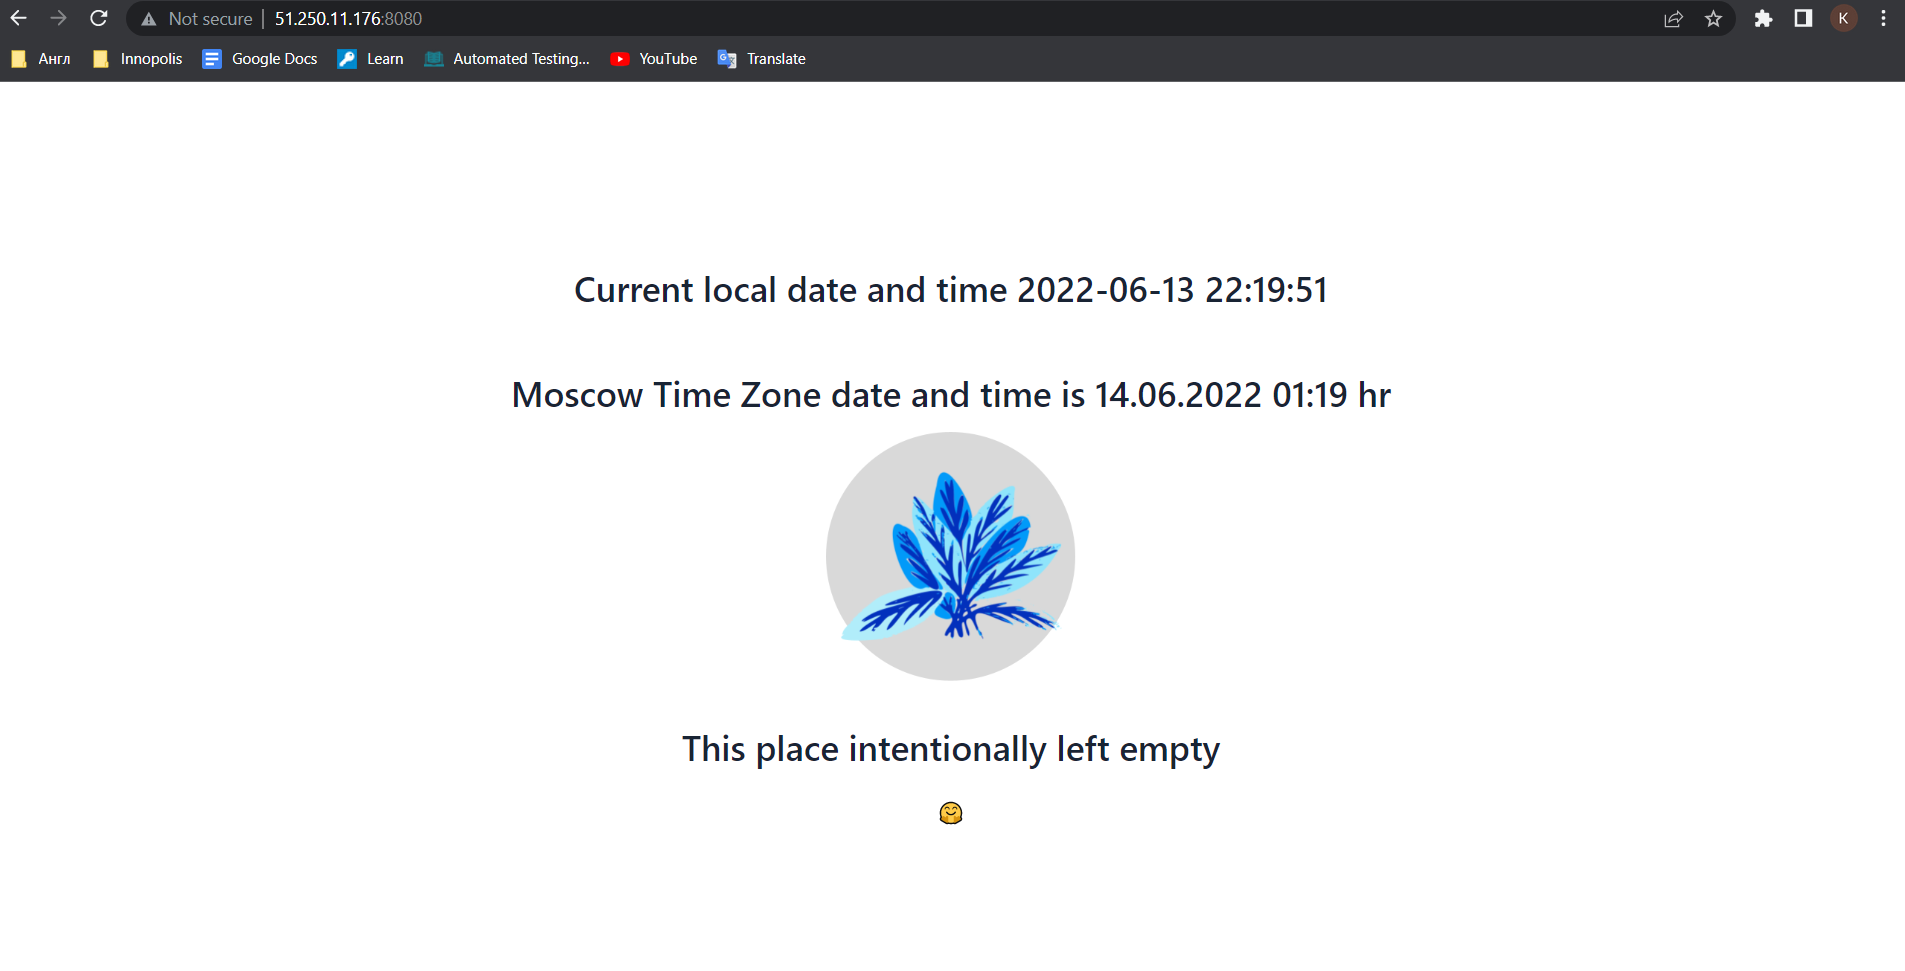 Not secure | 51.250.11.176:8080
K
Англ Innopolis Google Docs Learn Automated Testing... YouTube Translate
Current local date and time 2022-06-13 22:19:51
Moscow Time Zone date and time is 14.06.2022 01:19 hr
This place intentionally left empty
🤗